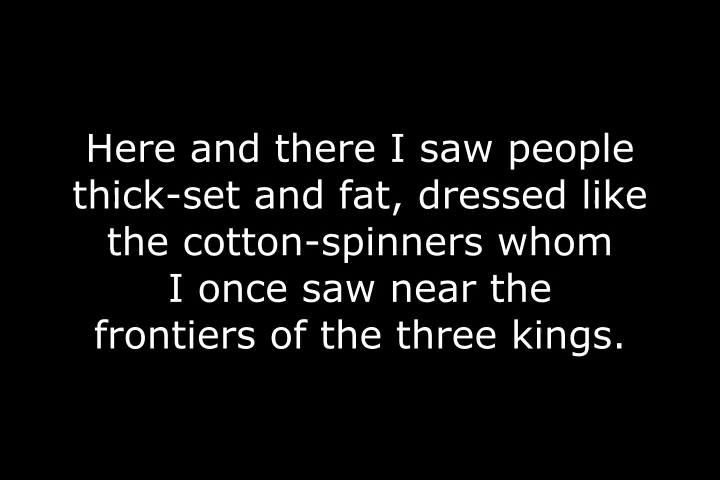 Here and there I saw people
thick-set and fat, dressed like
the cotton-spinners whom
I once saw near the
frontiers of the three kings.